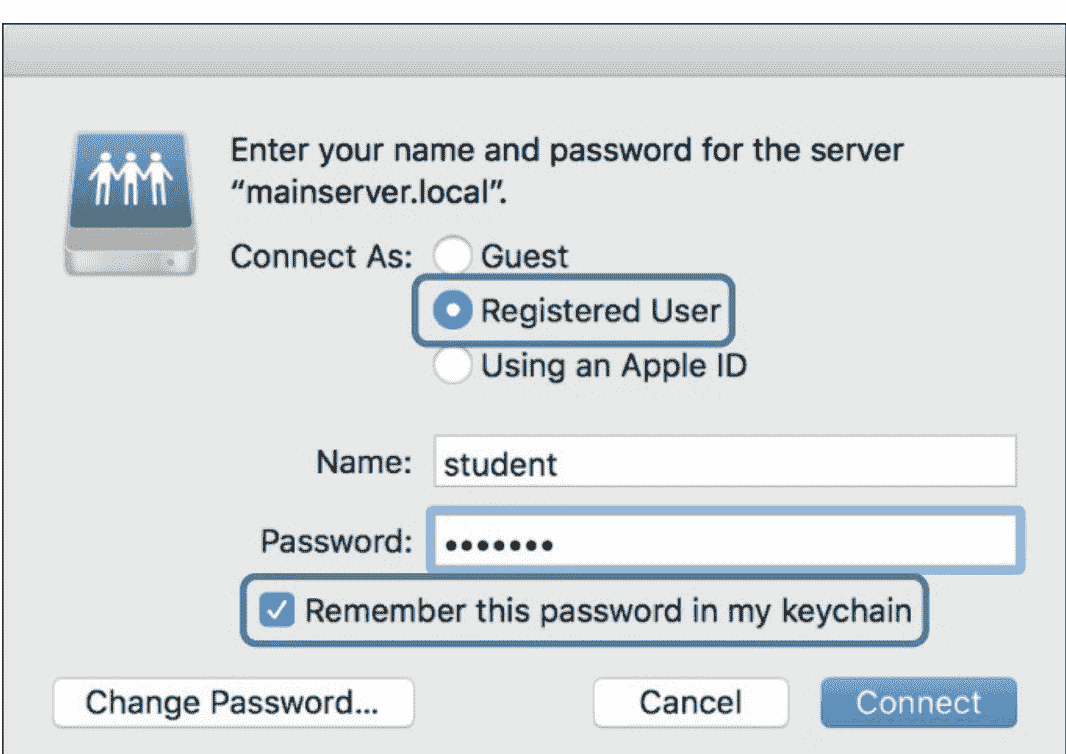 Enter your name and password for the server
“mainserver.local”.
Connect As: Guest
Registered User
Using an Apple ID
Name: student
Password: •••••••
Remember this password in my keychain
Change Password... Cancel Connect